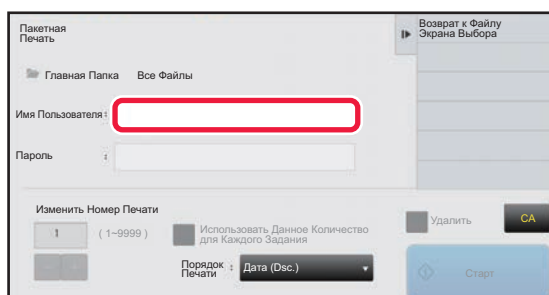 Пакетная
Печать
Возврат к Файлу
Экрана Выбора
Главная Папка Все Файлы
Имя Пользователя :
Пароль :
Изменить Номер Печати
1 ( 1~9999 )
Использовать Данное Количество
для Каждого Задания
Порядок
Печати : Дата (Dsc.)
Удалить
CA
Старт